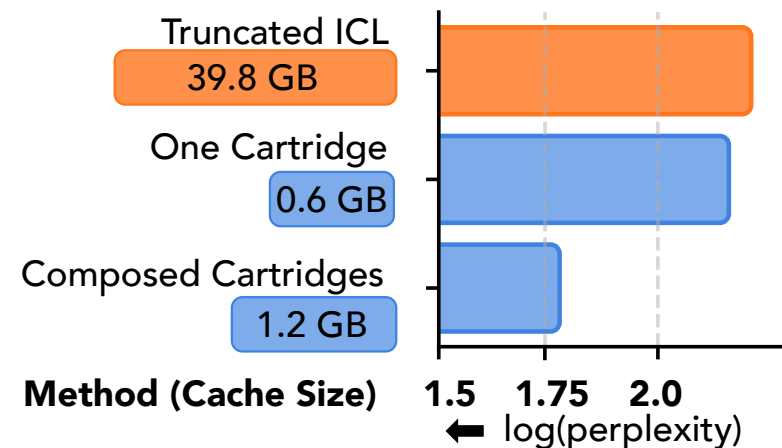 Truncated ICL
39.8 GB
One Cartridge
0.6 GB
Composed Cartridges
1.2 GB
Method (Cache Size)
1.5 1.75 2.0
← log(perplexity)